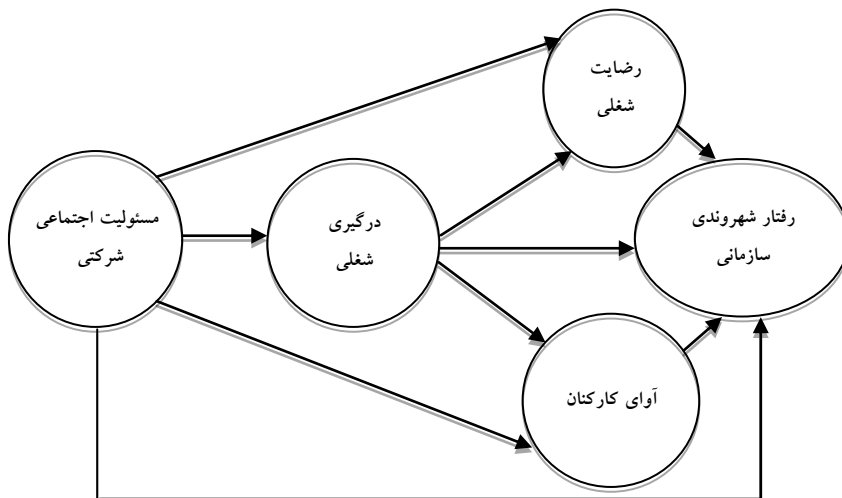 رضایت
شغلی
مسئولیت اجتماعی
شرکتی
درگیری
شغلی
رفتار شهروندی
سازمانی
آوای کارکنان